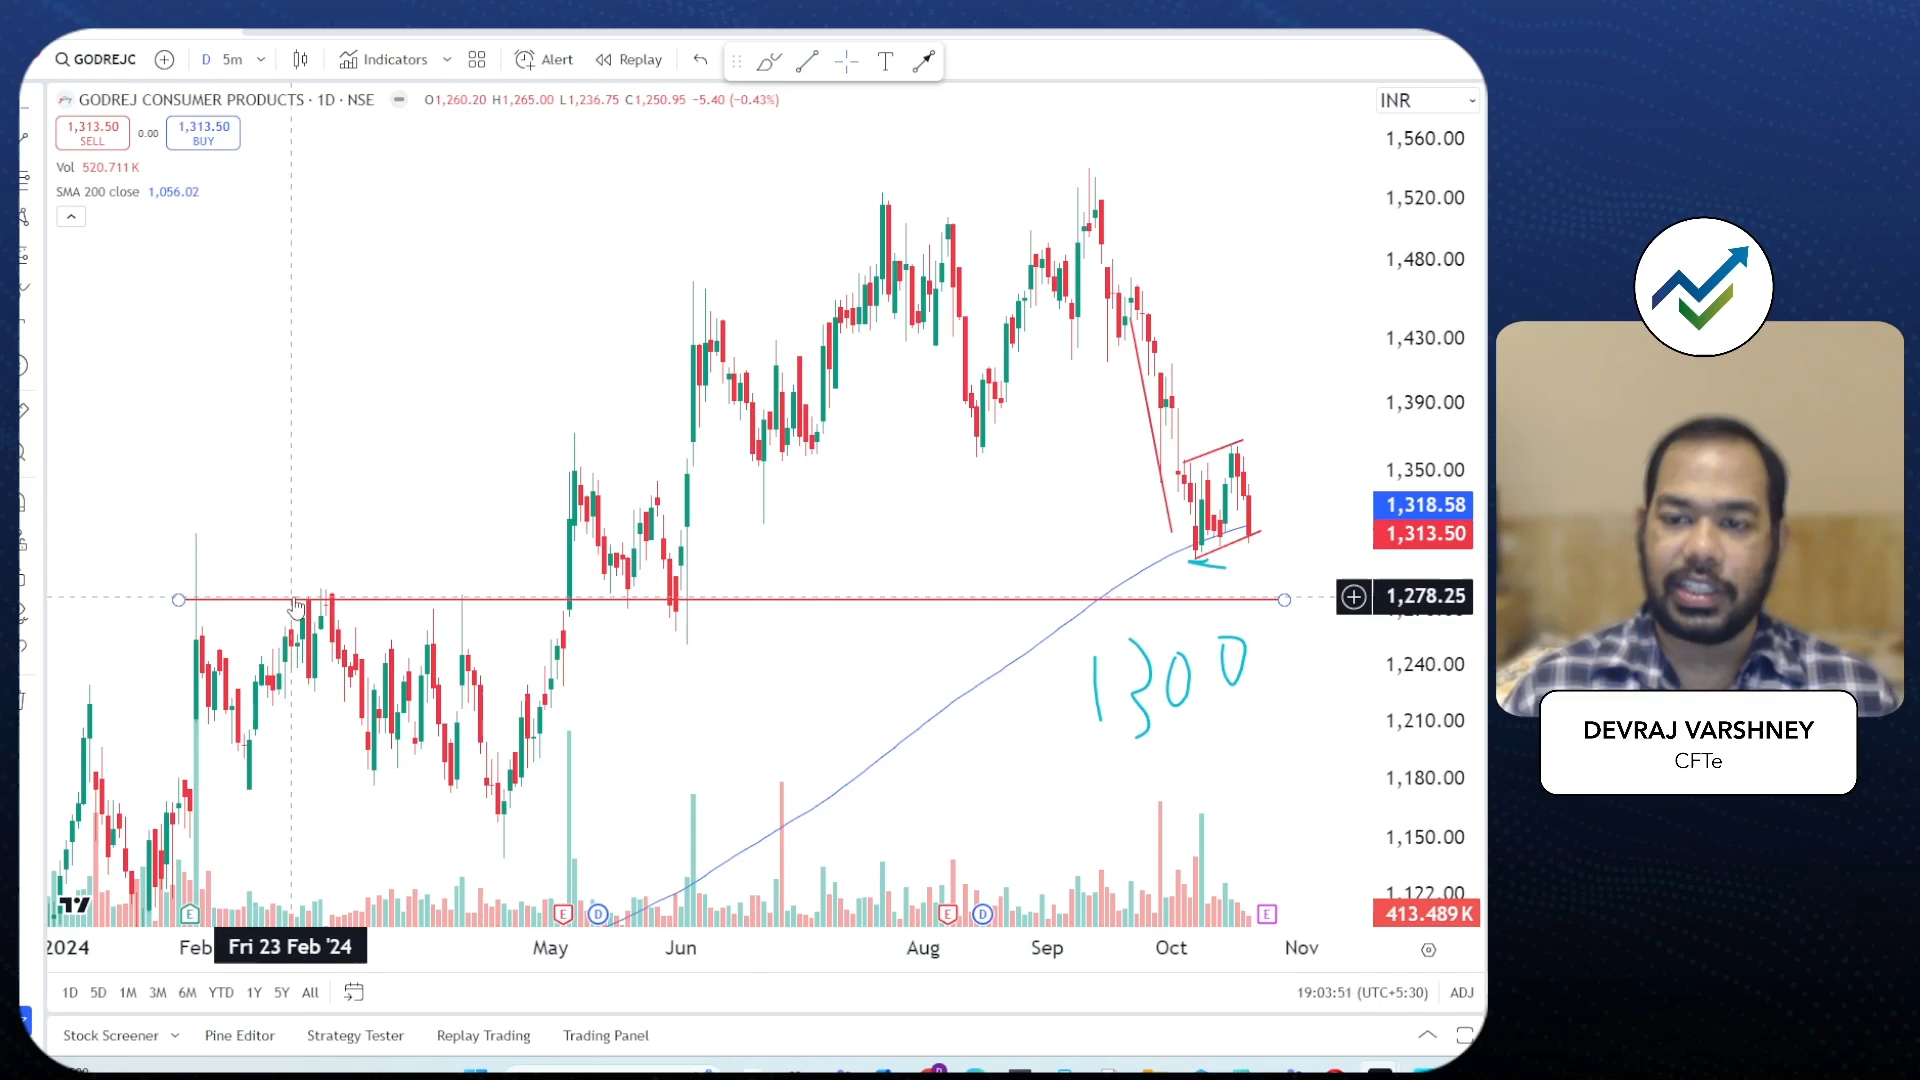 GODREJC D 5m Indicators Alert Replay
GODREJ CONSUMER PRODUCTS · 1D · NSE O1,260.20 H1,265.00 L1,236.75 C1,250.95 -5.40 (-0.43%) INR
1,313.50 SELL 0.00 1,313.50 BUY
Vol 520.711 K
SMA 200 close 1,056.02
1,560.00
1,520.00
1,480.00
1,430.00
1,390.00
1,350.00
1,318.58
1,313.50
1,278.25
1,240.00
1,210.00
1,180.00
1,150.00
1,122.00
413.489 K
1300
E E D E D E
2024 Feb Fri 23 Feb '24 May Jun Aug Sep Oct Nov
1D 5D 1M 3M 6M YTD 1Y 5Y All 19:03:51 (UTC+5:30) ADJ
Stock Screener Pine Editor Strategy Tester Replay Trading Trading Panel
DEVRAJ VARSHNEY
CFTe